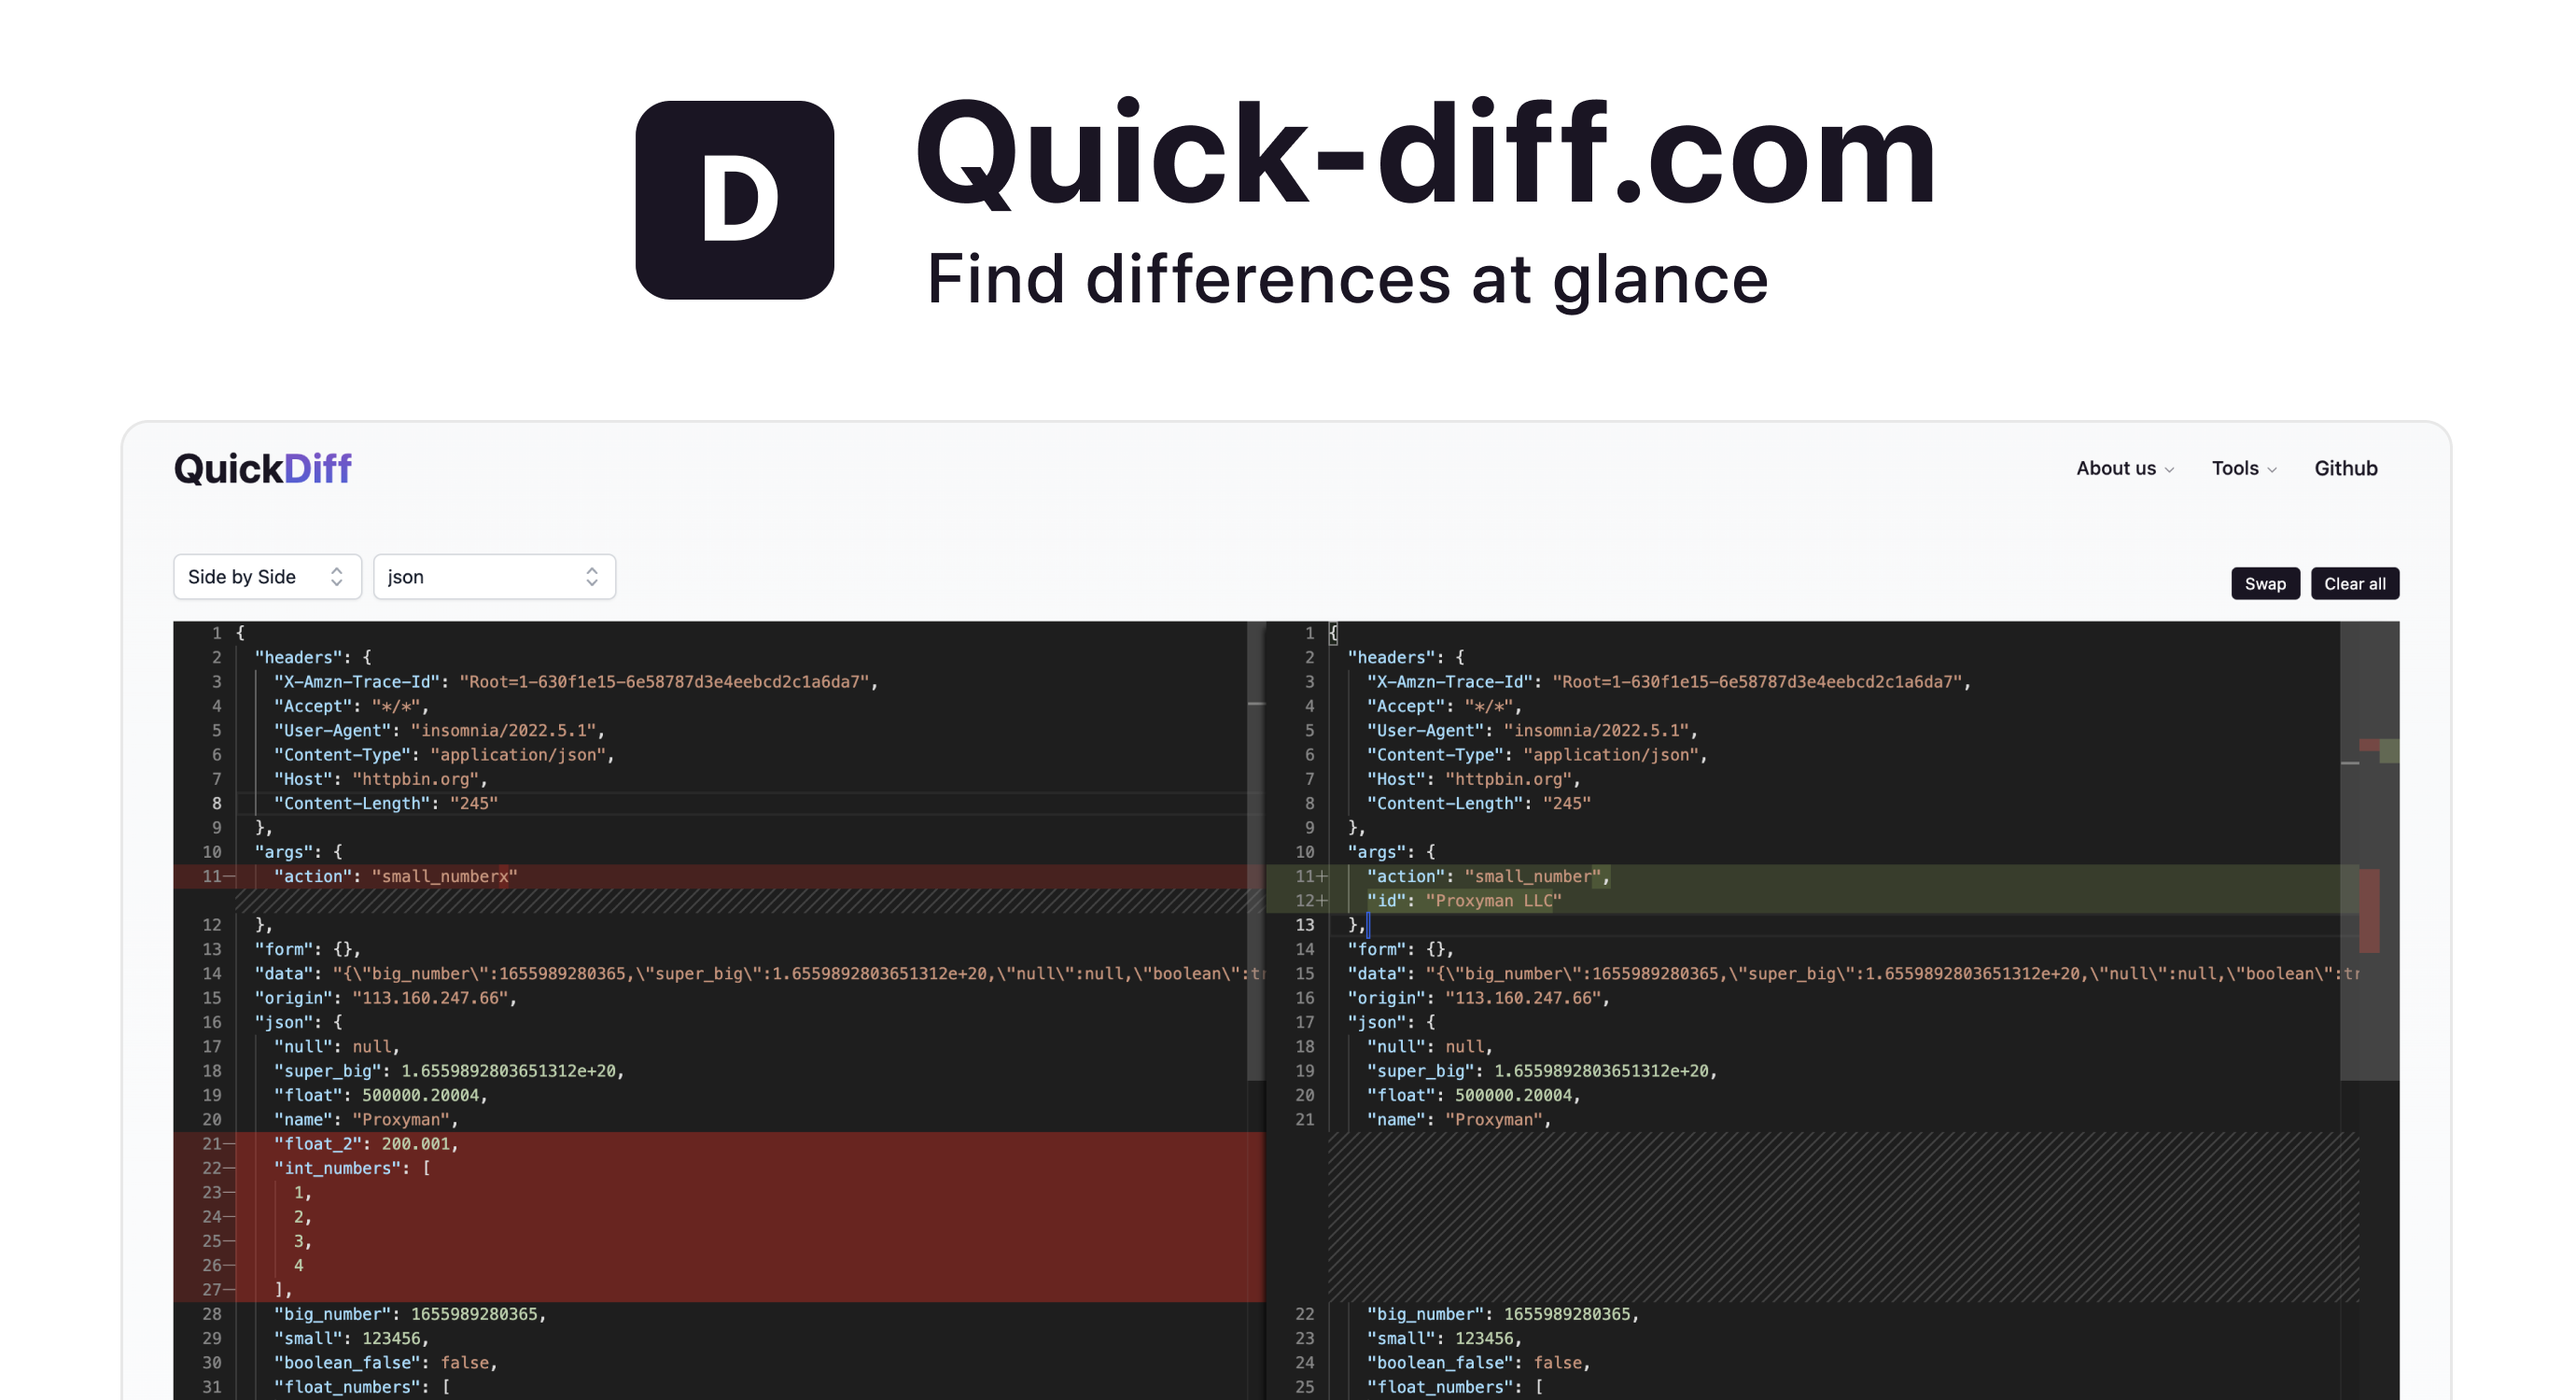 D
Quick-diff.com
Find differences at glance
QuickDiff
About us
Tools
Github
Side by Side
json
Swap
Clear all
1 {
2 "headers": {
3 "X-Amzn-Trace-Id": "Root=1-630f1e15-6e58787d3e4eebcd2c1a6da7",
4 "Accept": "*/*",
5 "User-Agent": "insomnia/2022.5.1",
6 "Content-Type": "application/json",
7 "Host": "httpbin.org",
8 "Content-Length": "245"
9 },
10 "args": {
11— "action": "small_numberx"
12 },
13 "form": {},
14 "data": "{\"big_number\":1655989280365,\"super_big\":1.6559892803651312e+20,\"null\":null,\"boolean\":tr
15 "origin": "113.160.247.66",
16 "json": {
17 "null": null,
18 "super_big": 1.6559892803651312e+20,
19 "float": 500000.20004,
20 "name": "Proxyman",
21— "float_2": 200.001,
22— "int_numbers": [
23— 1,
24— 2,
25— 3,
26— 4
27— ],
28 "big_number": 1655989280365,
29 "small": 123456,
30 "boolean_false": false,
31 "float_numbers": [
1 {
2 "headers": {
3 "X-Amzn-Trace-Id": "Root=1-630f1e15-6e58787d3e4eebcd2c1a6da7",
4 "Accept": "*/*",
5 "User-Agent": "insomnia/2022.5.1",
6 "Content-Type": "application/json",
7 "Host": "httpbin.org",
8 "Content-Length": "245"
9 },
10 "args": {
11+ "action": "small_number",
12+ "id": "Proxyman LLC"
13 },
14 "form": {},
15 "data": "{\"big_number\":1655989280365,\"super_big\":1.6559892803651312e+20,\"null\":null,\"boolean\":tr
16 "origin": "113.160.247.66",
17 "json": {
18 "null": null,
19 "super_big": 1.6559892803651312e+20,
20 "float": 500000.20004,
21 "name": "Proxyman",
22 "big_number": 1655989280365,
23 "small": 123456,
24 "boolean_false": false,
25 "float_numbers": [